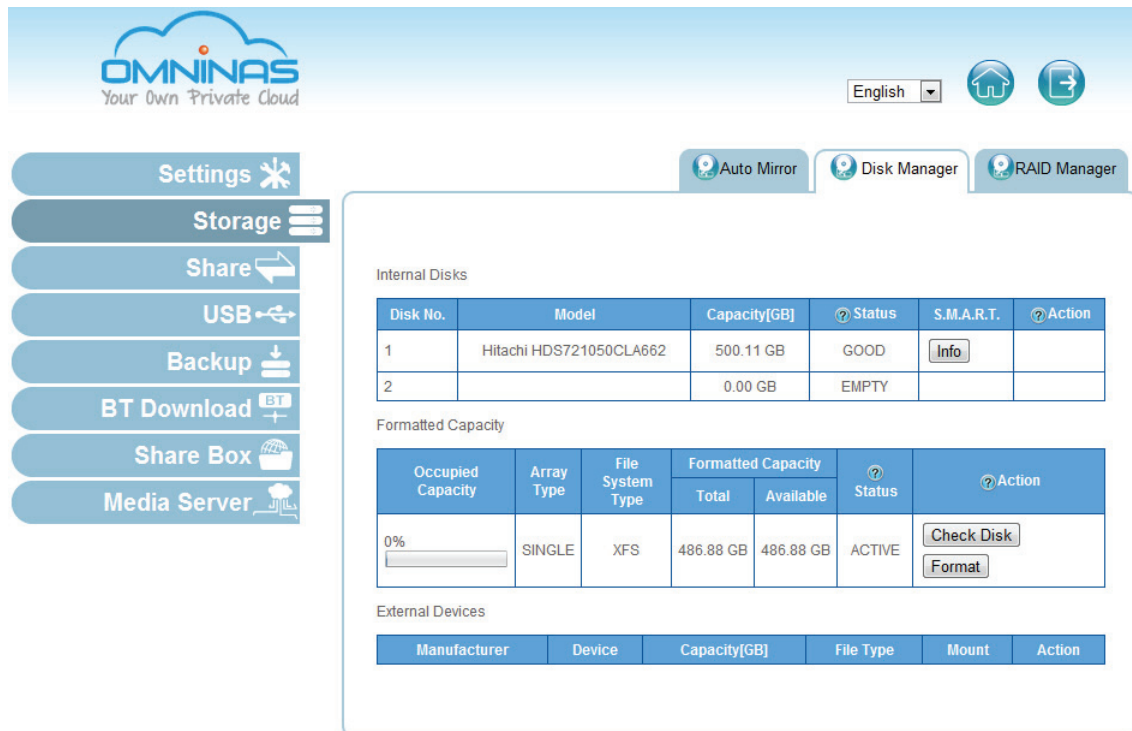 OMNINAS
Your Own Private Cloud
English
Settings
Storage
Share
USB
Backup
BT Download BT
Share Box
Media Server
Auto Mirror Disk Manager RAID Manager
Internal Disks
Disk No. Model Capacity[GB] ? Status S.M.A.R.T. ? Action
1 Hitachi HDS721050CLA662 500.11 GB GOOD Info
2 0.00 GB EMPTY
Formatted Capacity
Occupied Capacity Array Type File System Type Formatted Capacity ? Status ? Action
Total Available
0% SINGLE XFS 486.88 GB 486.88 GB ACTIVE Check Disk
Format
External Devices
Manufacturer Device Capacity[GB] File Type Mount Action